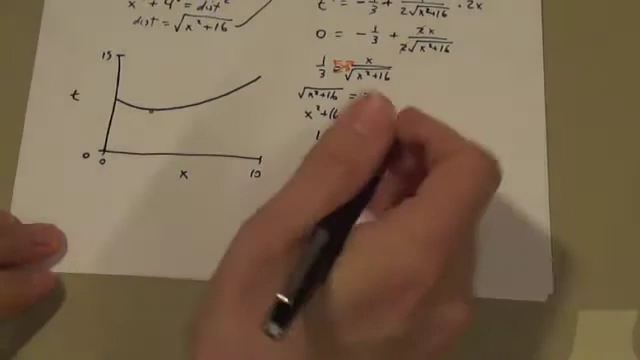 x² + 4² = dist²
dist = √x²+16
15
t
0
0
x
10
t' = -1/3 + 1/2√x²+16 · 2x
0 = -1/3 + 2x/2√x²+16
1/3 = x/√x²+16
√x²+16 =
x²+16